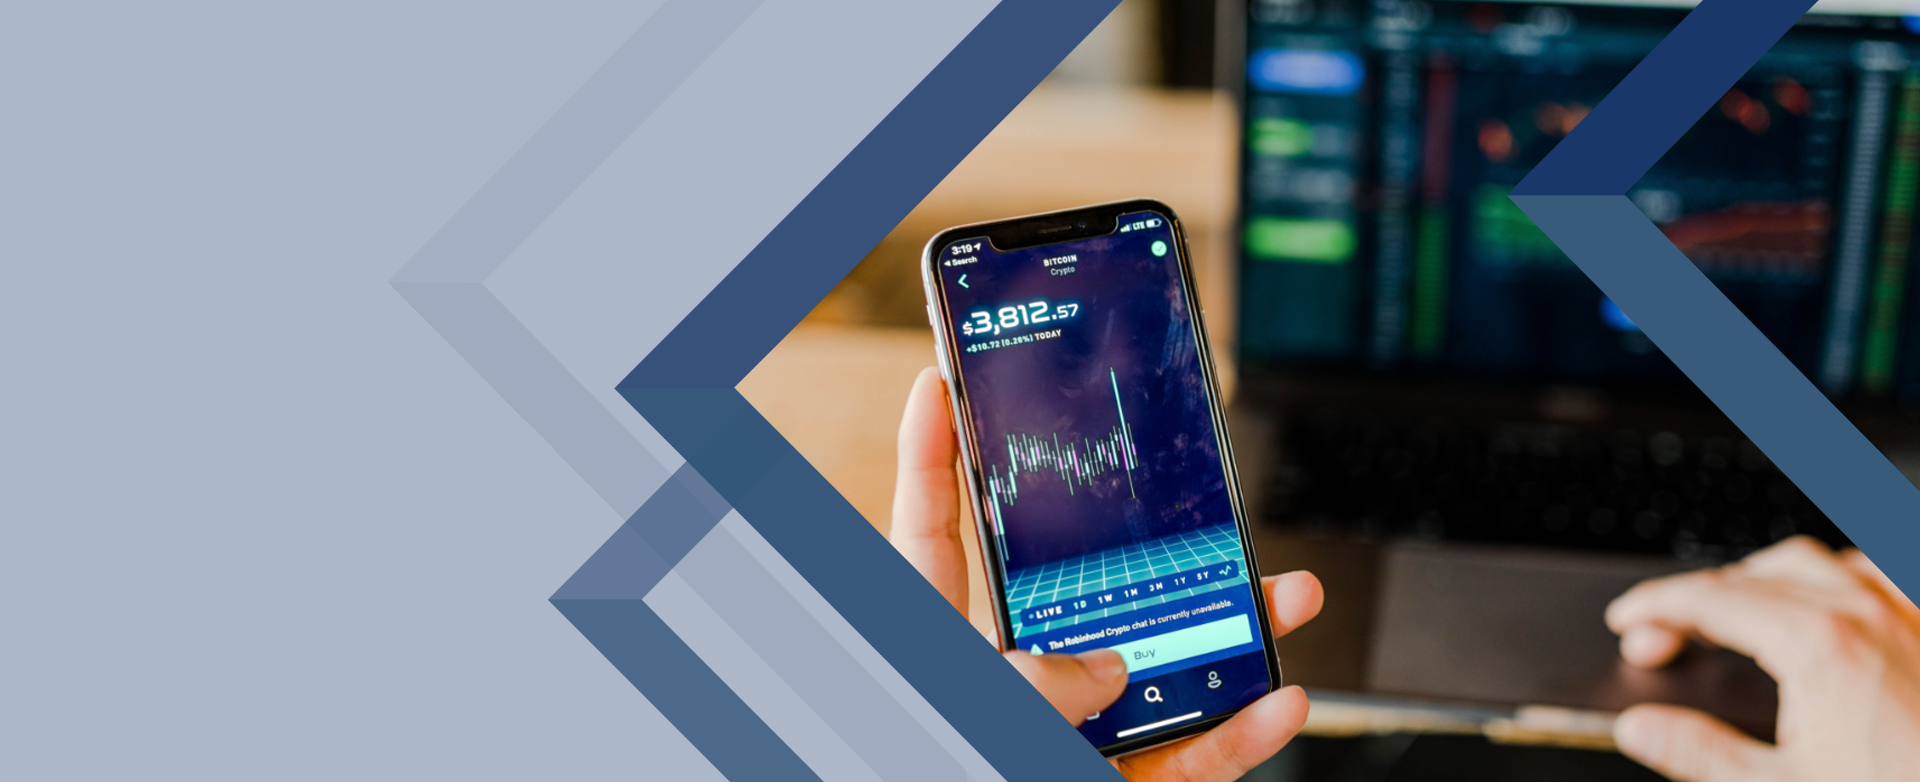 3:19
LTE
Search
BITCOIN
Crypto
$3,812.57
+$10.72 (0.28%) TODAY
LIVE 1D 1W 1M 3M 1Y 5Y
The Robinhood Crypto chat is currently unavailable.
Buy